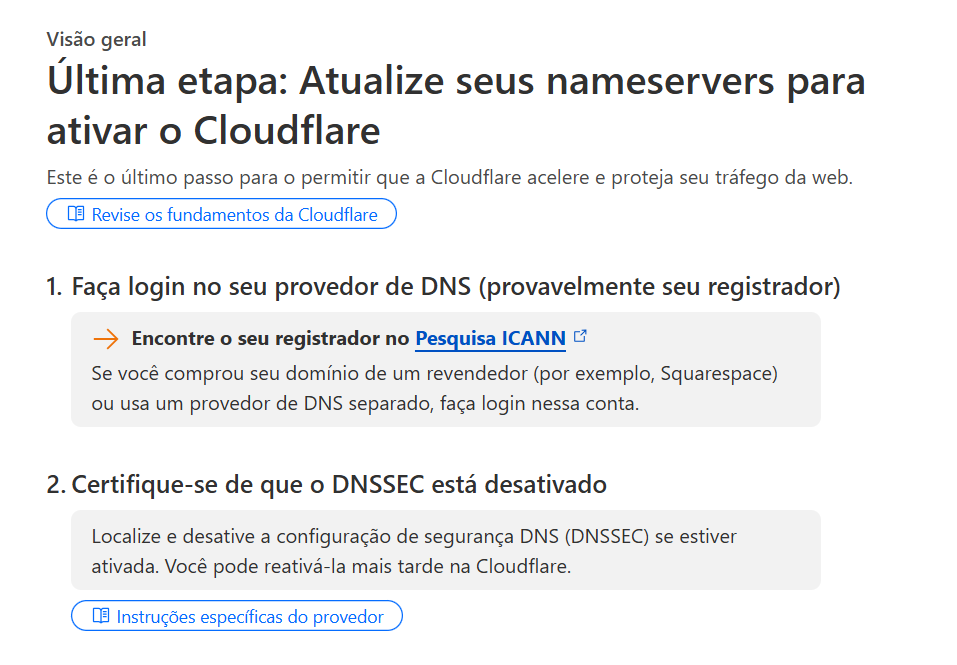 Visão geral
Última etapa: Atualize seus nameservers para
ativar o Cloudflare
Este é o último passo para o permitir que a Cloudflare acelere e proteja seu tráfego da web.
Revise os fundamentos da Cloudflare
1. Faça login no seu provedor de DNS (provavelmente seu registrador)
Encontre o seu registrador no Pesquisa ICANN
Se você comprou seu domínio de um revendedor (por exemplo, Squarespace)
ou usa um provedor de DNS separado, faça login nessa conta.
2. Certifique-se de que o DNSSEC está desativado
Localize e desative a configuração de segurança DNS (DNSSEC) se estiver
ativada. Você pode reativá-la mais tarde na Cloudflare.
Instruções específicas do provedor